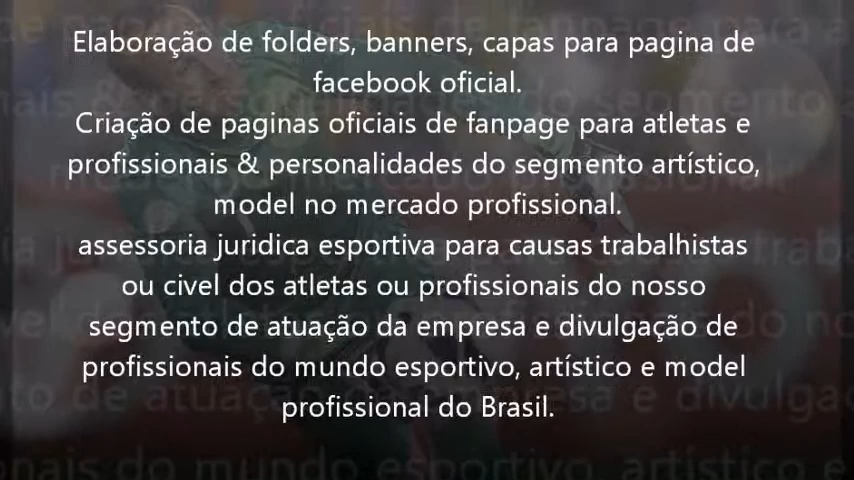 Elaboração de folders, banners, capas para pagina de
facebook oficial.
Criação de paginas oficiais de fanpage para atletas e
profissionais & personalidades do segmento artístico,
model no mercado profissional.
assessoria juridica esportiva para causas trabalhistas
ou civel dos atletas ou profissionais do nosso
segmento de atuação da empresa e divulgação de
profissionais do mundo esportivo, artístico e model
profissional do Brasil.